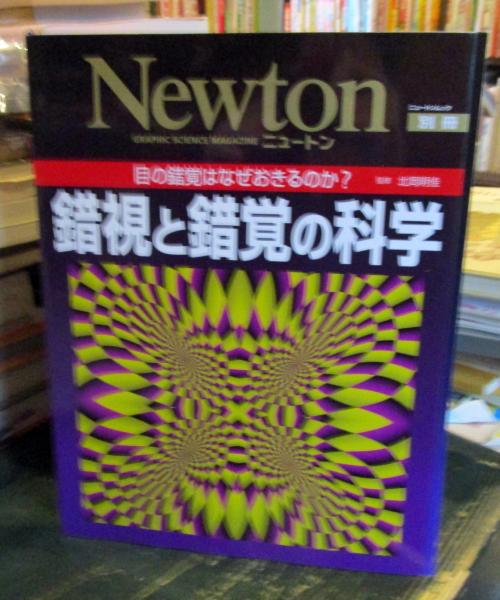 Newton
ニュートンムック
別冊
GRAPHIC SCIENCE MAGAZINE ニュートン
目の錯覚はなぜおきるのか？ 監修 北岡明佳
錯視と錯覚の科学